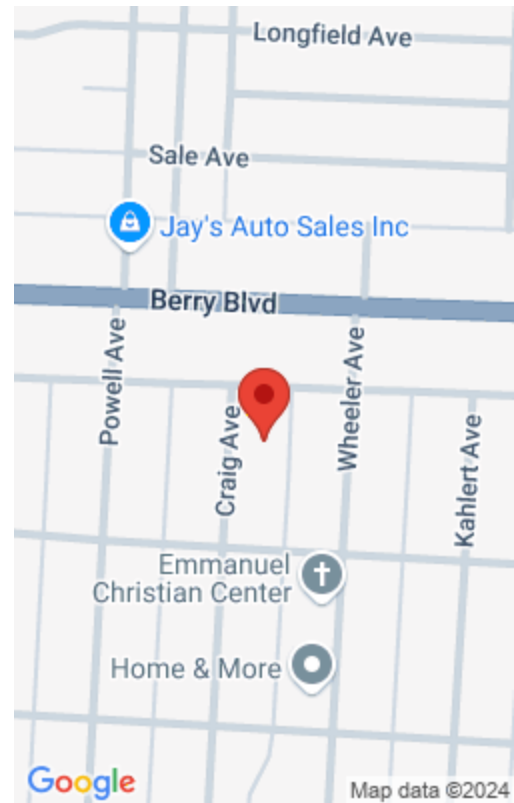 Longfield Ave
Sale Ave
Jay's Auto Sales Inc
Berry Blvd
Powell Ave
Wheeler Ave
Craig Ave
Kahlert Ave
Emmanuel
Christian Center
Home & More
Google
Map data ©2024